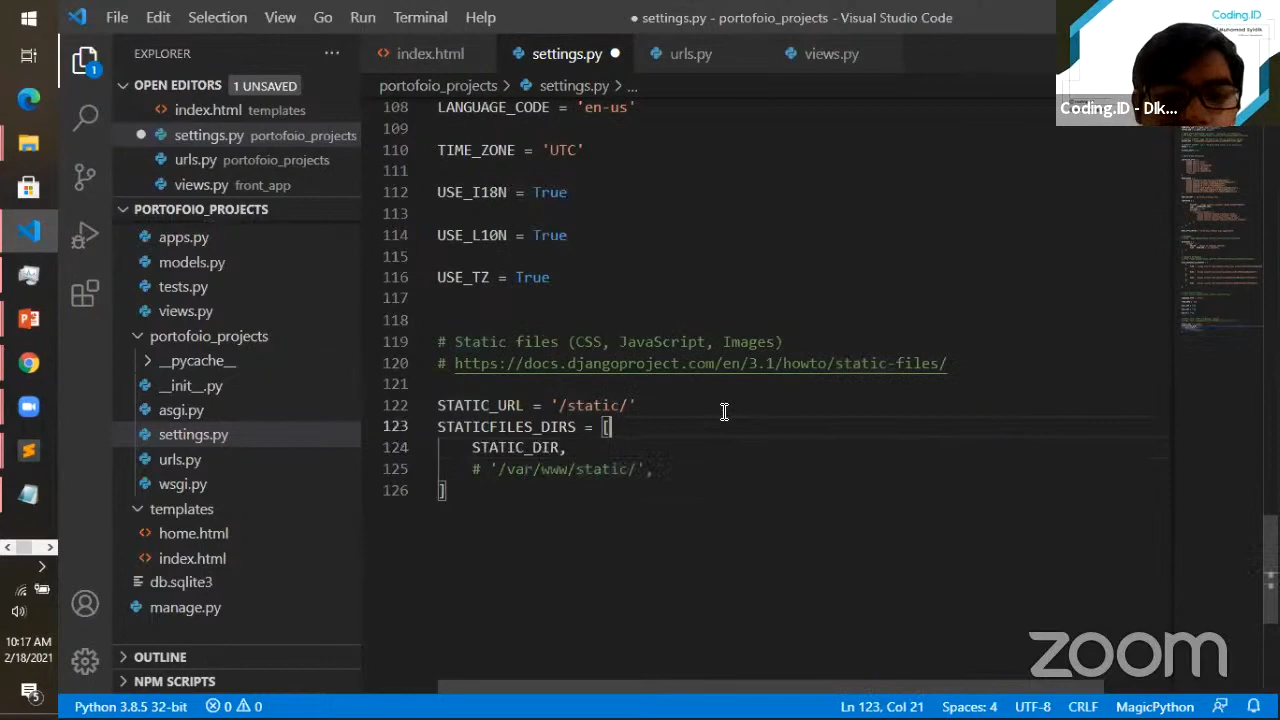 File Edit Selection View Go Run Terminal Help
settings.py - portofoio_projects - Visual Studio Code
Coding.ID
EXPLORER
index.html
settings.py
urls.py
views.py
1
OPEN EDITORS 1 UNSAVED
index.html templates
settings.py portofoio_projects
urls.py portofoio_projects
views.py front_app
PORTOFOIO_PROJECTS
apps.py
models.py
tests.py
views.py
portofoio_projects
__pycache__
__init__.py
asgi.py
settings.py
urls.py
wsgi.py
templates
home.html
index.html
db.sqlite3
manage.py
OUTLINE
NPM SCRIPTS
portofoio_projects > settings.py > ...
108 LANGUAGE_CODE = 'en-us'
109
110 TIME_ZONE = 'UTC'
111
112 USE_I18N = True
113
114 USE_L10N = True
115
116 USE_TZ = True
117
118
119 # Static files (CSS, JavaScript, Images)
120 # https://docs.djangoproject.com/en/3.1/howto/static-files/
121
122 STATIC_URL = '/static/'
123 STATICFILES_DIRS = [
124 STATIC_DIR,
125 # '/var/www/static/',
126 ]
Coding.ID - Dik...
zoom
10:17 AM
2/18/2021
5
Python 3.8.5 32-bit 0 0 Ln 123, Col 21 Spaces: 4 UTF-8 CRLF MagicPython